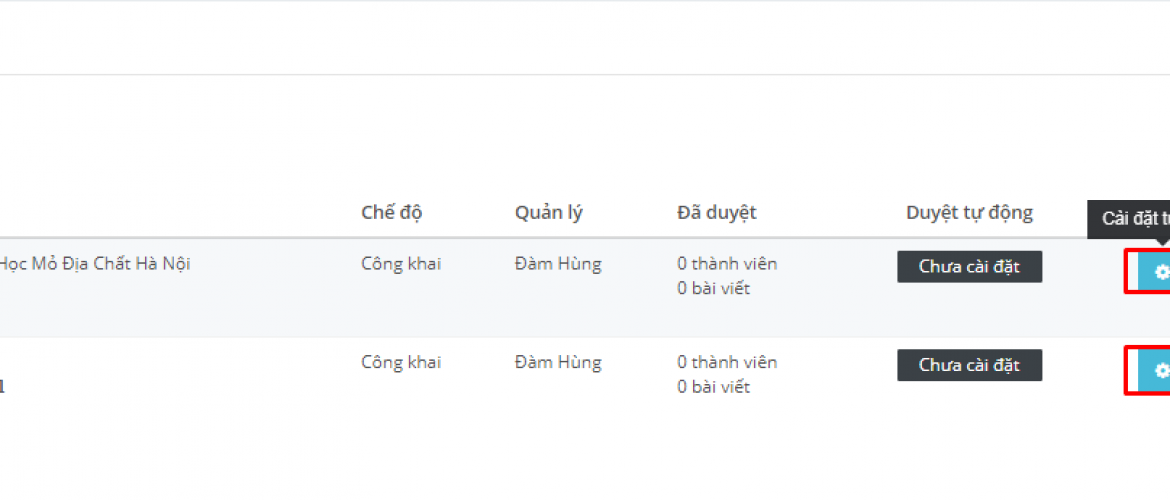 Chế độ Quản lý Đã duyệt Duyệt tự động Cài đặt
Học Mỏ Địa Chất Hà Nội Công khai Đàm Hùng 0 thành viên Chưa cài đặt
0 bài viết
Công khai Đàm Hùng 0 thành viên Chưa cài đặt
1 0 bài viết